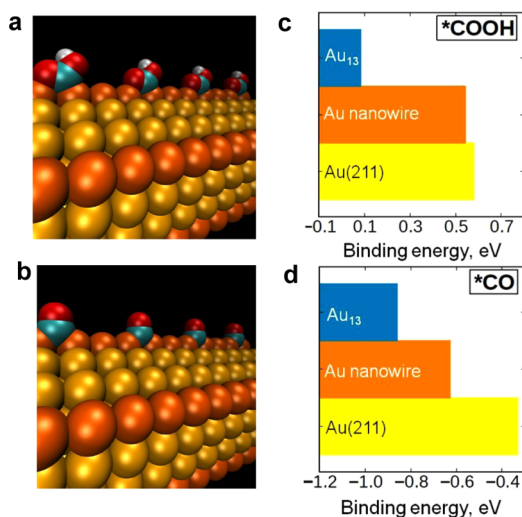 a
c
*COOH
Au₁₃
Au nanowire
Au(211)
-0.1 0.1 0.3 0.5 0.7
Binding energy, eV
b
d
*CO
Au₁₃
Au nanowire
Au(211)
-1.2 -1.0 -0.8 -0.6 -0.4
Binding energy, eV